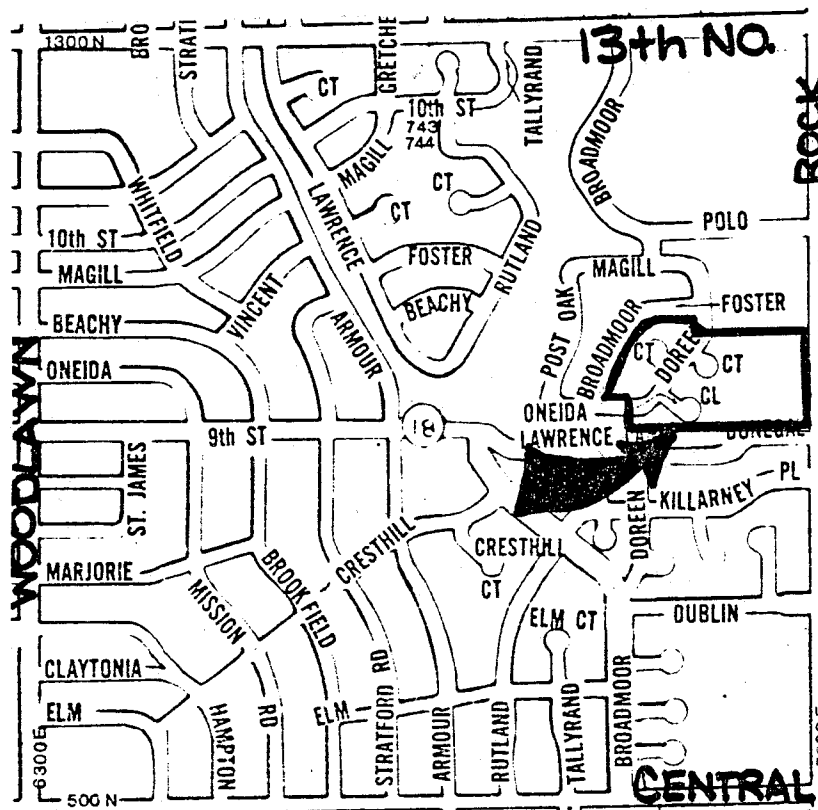 1300 N
BRO
STRATI
GRETCHE
13th NO.
TALLYRAND
ROCK
CT
10th ST
743
744
MAGILL
BROADMOOR
WHITFIELD
LAWRENCE
CT
CT
RUTLAND
POLO
10th ST
MAGILL
VINCENT
FOSTER
BEACHY
MAGILL
POST OAK
BROADMOOR
FOSTER
BEACHY
ARMOUR
WOODLAWN
ONEIDA
CT
DOREEN
CT
CL
ONEIDA
9th ST
18
LAWRENCE
DONEGAL
ST. JAMES
KILLARNEY PL
DOREEN
CRESTHILL
CRESTHILL
CT
MARJORIE
MISSION RD
BROOKFIELD
ELM CT
DUBLIN
CLAYTONIA
ELM
HAMPTON
ELM
STRATFORD RD
ARMOUR
RUTLAND
TALLYRAND
BROADMOOR
6300E
500 N
CENTRAL